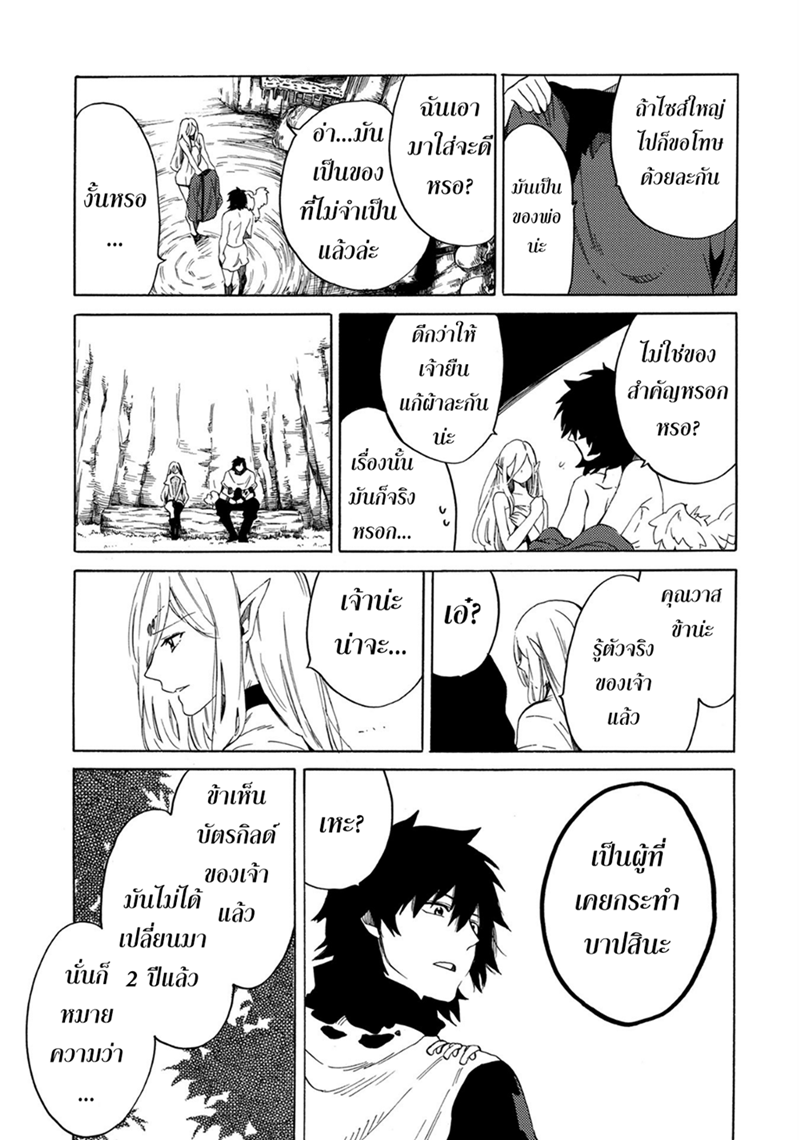 ถ้าไซส์ใหญ่
ไปก็ขอโทษ
ด้วยละกัน
มันเป็น
ของพ่อ
น่ะ
ฉันเอา
มาใส่จะดี
หรอ?
อ่า...มัน
เป็นของ
ที่ไม่จำเป็น
แล้วล่ะ
งั้นหรอ
...
ไม่ใช่ของ
สำคัญหรอก
หรอ?
ดีกว่าให้
เจ้ายืน
แก้ผ้าละกัน
น่ะ
เรื่องนั้น
มันก็จริง
หรอก...
คุณวาส
ข้าน่ะ
รู้ตัวจริง
ของเจ้า
แล้ว
เอ๋?
เจ้าน่ะ
น่าจะ...
เป็นผู้ที่
เคยกระทำ
บาปสินะ
เหะ?
ข้าเห็น
บัตรกิลด์
ของเจ้า
แล้ว
มันไม่ได้
เปลี่ยนมา
2 ปีแล้ว
นั่นก็
หมาย
ความว่า
...